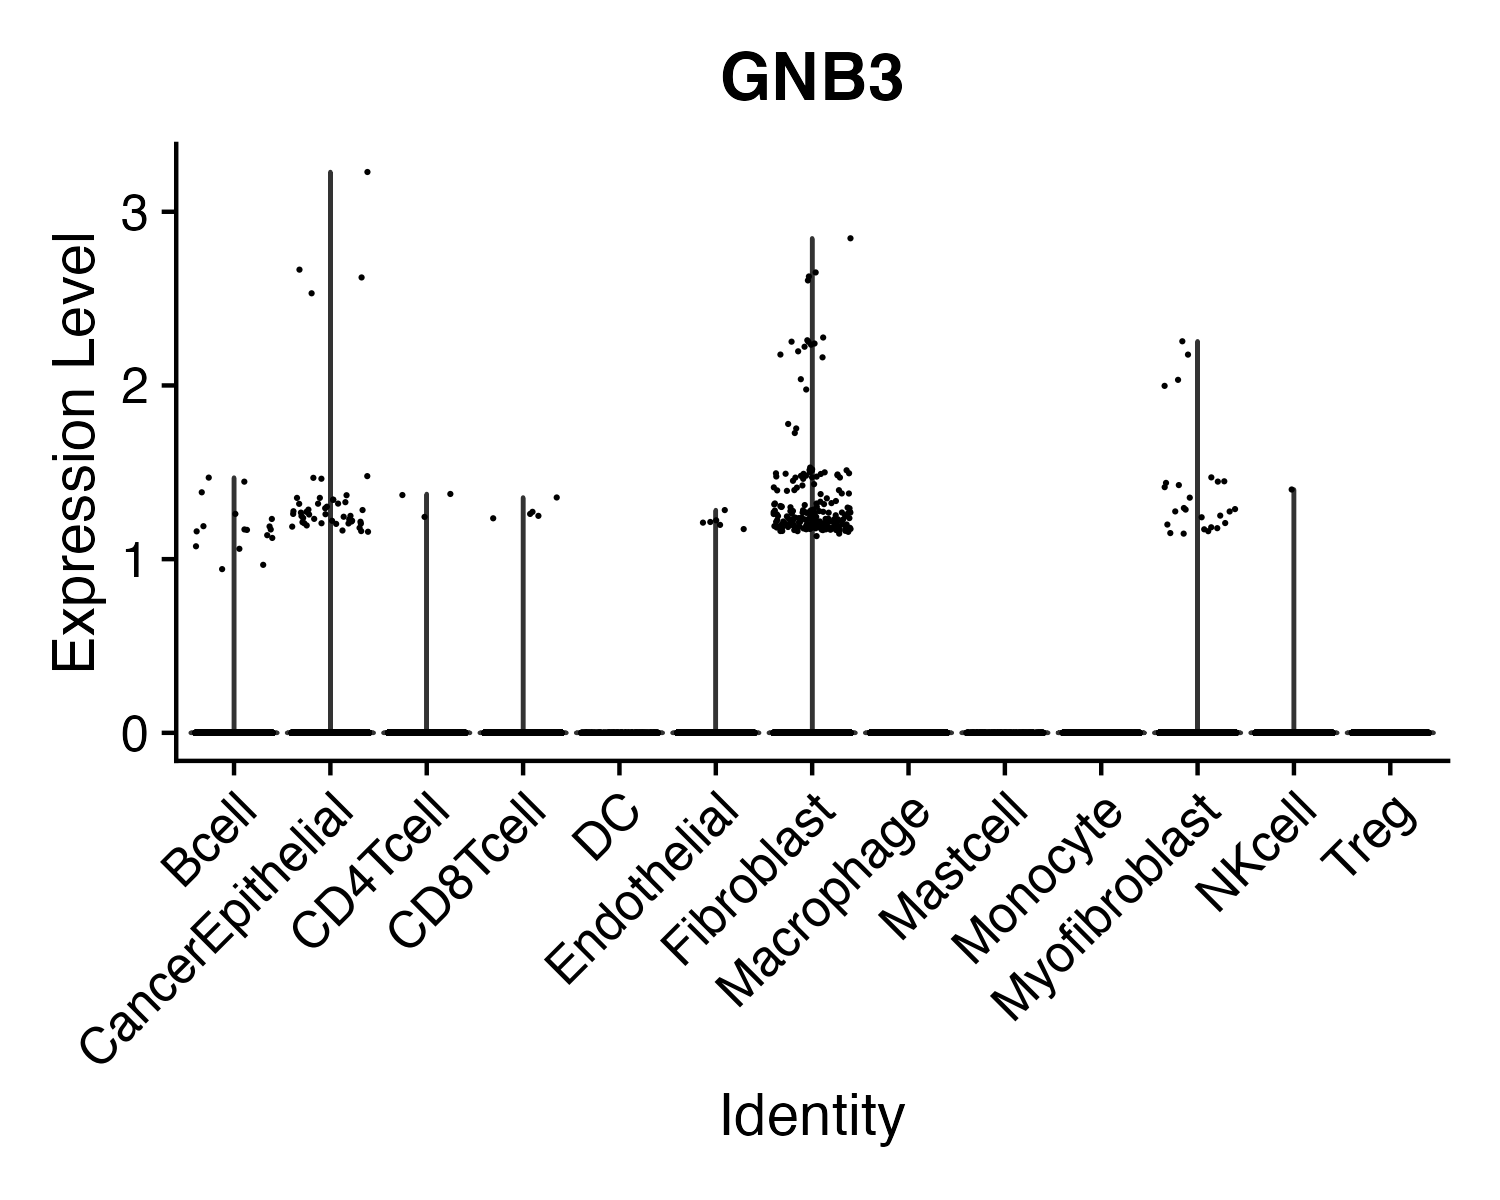 GNB3
Expression Level
3
2
1
0
Bcell
CancerEpithelial
CD4Tcell
CD8Tcell
DC
Endothelial
Fibroblast
Macrophage
Mastcell
Monocyte
Myofibroblast
NKcell
Treg
Identity